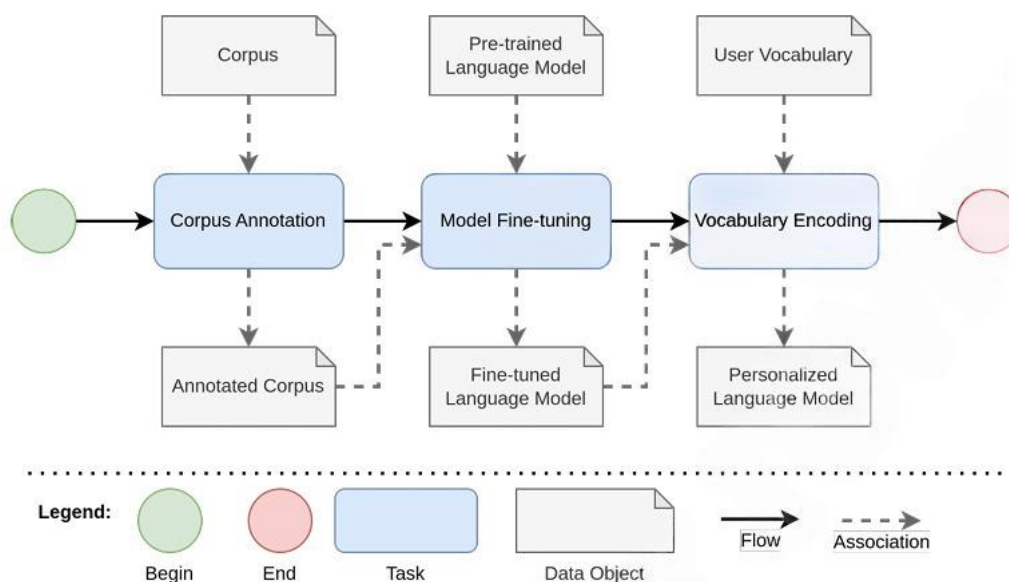 Corpus
Pre-trained
Language Model
User Vocabulary
Corpus Annotation
Model Fine-tuning
Vocabulary Encoding
Annotated Corpus
Fine-tuned
Language Model
Personalized
Language Model
Legend:
Begin
End
Task
Data Object
Flow
Association